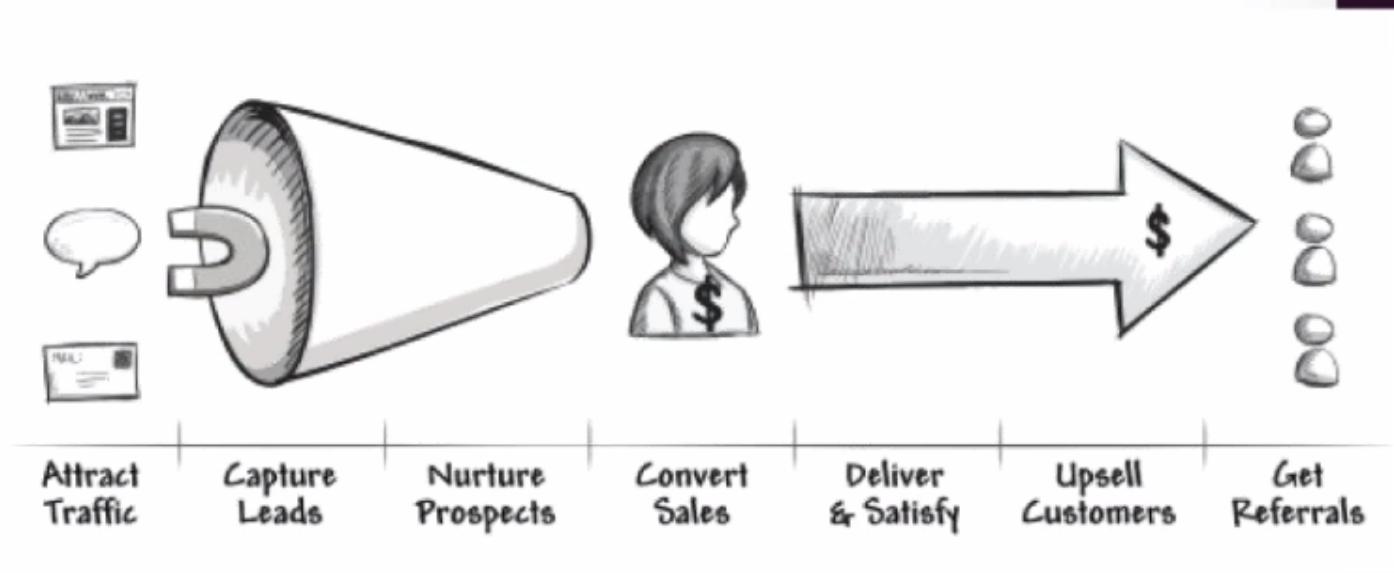 Attract
Traffic
Capture
Leads
Nurture
Prospects
Convert
Sales
Deliver
& Satisfy
Upsell
Customers
Get
Referrals
$
$